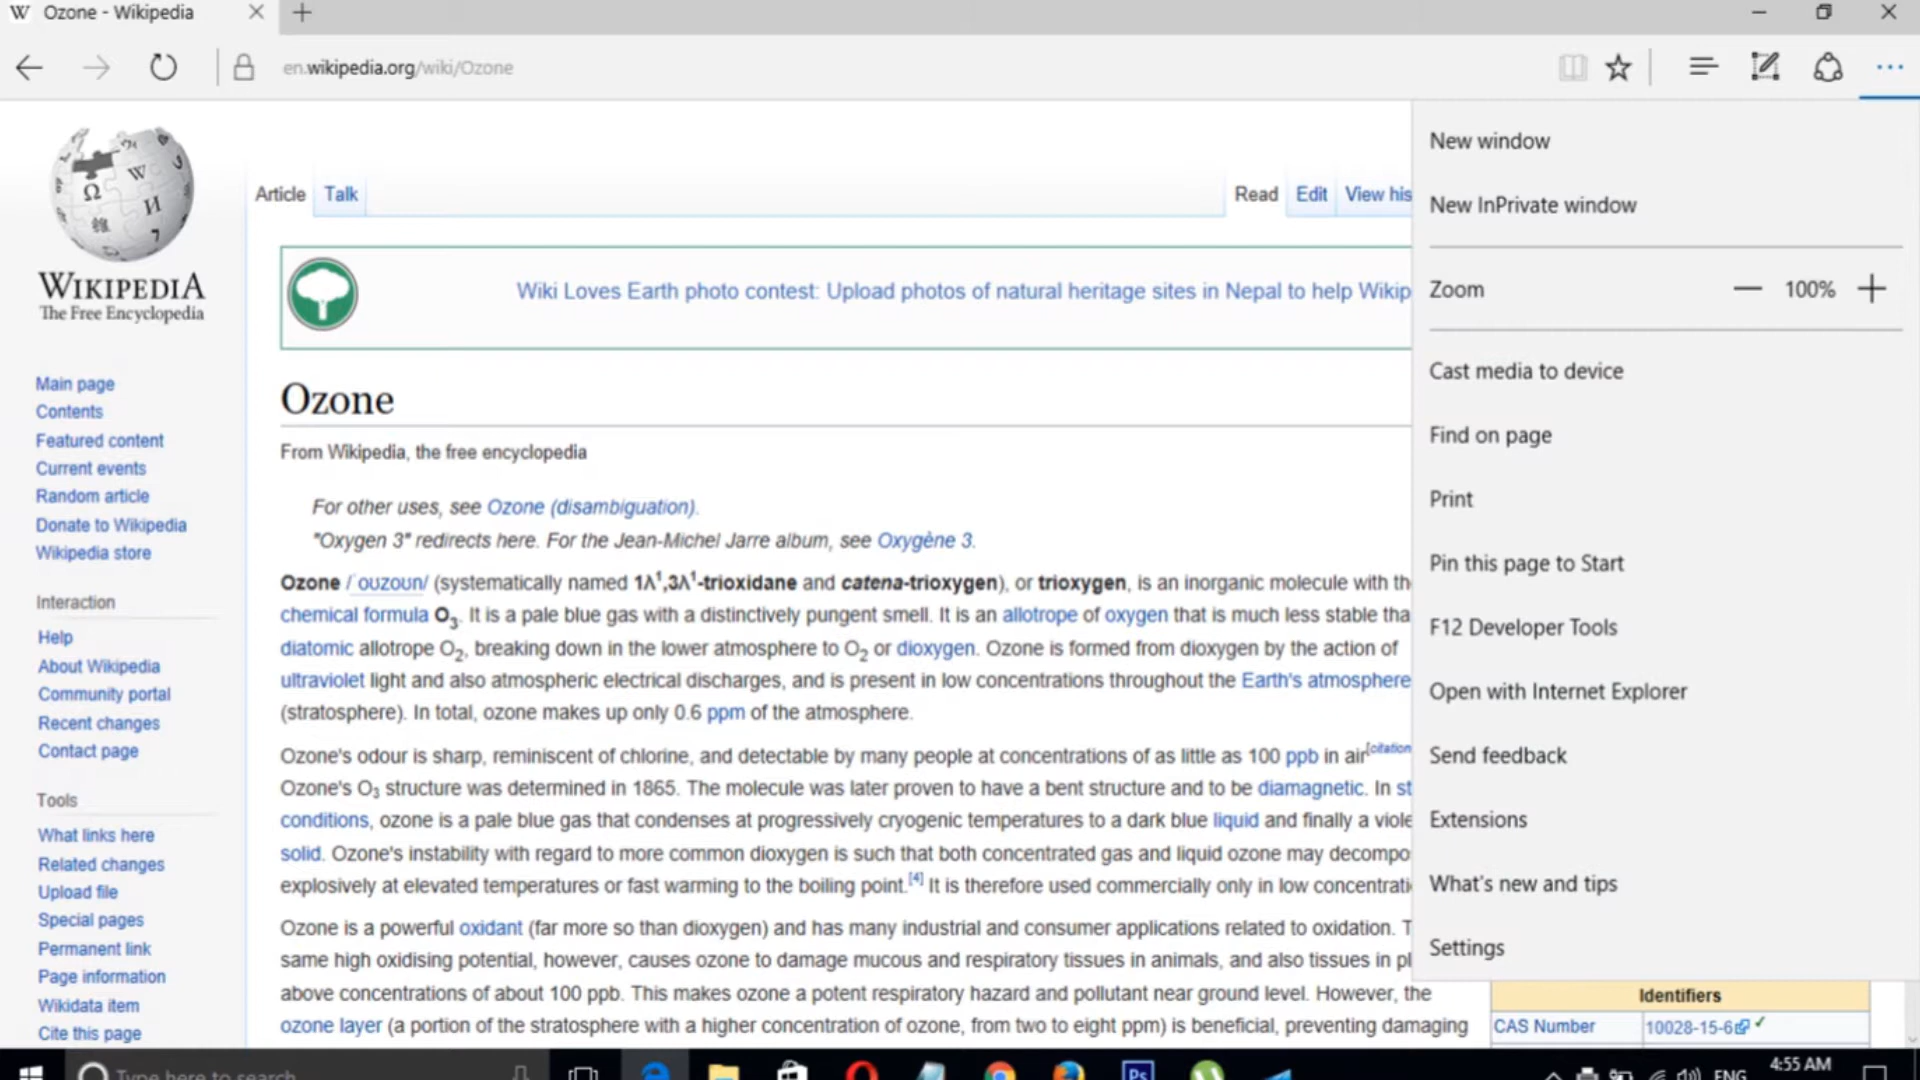 Ozone - Wikipedia
en.wikipedia.org/wiki/Ozone
WIKIPEDIA
The Free Encyclopedia
Main page
Contents
Featured content
Current events
Random article
Donate to Wikipedia
Wikipedia store
Interaction
Help
About Wikipedia
Community portal
Recent changes
Contact page
Tools
What links here
Related changes
Upload file
Special pages
Permanent link
Page information
Wikidata item
Cite this page
Article Talk Read Edit View his
Wiki Loves Earth photo contest: Upload photos of natural heritage sites in Nepal to help Wikip
Ozone
From Wikipedia, the free encyclopedia
For other uses, see Ozone (disambiguation).
"Oxygen 3" redirects here. For the Jean-Michel Jarre album, see Oxygène 3.
Ozone /ˈoʊzoʊn/ (systematically named 1λ¹,3λ¹-trioxidane and catena-trioxygen), or trioxygen, is an inorganic molecule with th
chemical formula O₃. It is a pale blue gas with a distinctively pungent smell. It is an allotrope of oxygen that is much less stable tha
diatomic allotrope O₂, breaking down in the lower atmosphere to O₂ or dioxygen. Ozone is formed from dioxygen by the action of
ultraviolet light and also atmospheric electrical discharges, and is present in low concentrations throughout the Earth's atmosphere
(stratosphere). In total, ozone makes up only 0.6 ppm of the atmosphere.
Ozone's odour is sharp, reminiscent of chlorine, and detectable by many people at concentrations of as little as 100 ppb in air[citation
Ozone's O₃ structure was determined in 1865. The molecule was later proven to have a bent structure and to be diamagnetic. In st
conditions, ozone is a pale blue gas that condenses at progressively cryogenic temperatures to a dark blue liquid and finally a viole
solid. Ozone's instability with regard to more common dioxygen is such that both concentrated gas and liquid ozone may decompo
explosively at elevated temperatures or fast warming to the boiling point.[4] It is therefore used commercially only in low concentrati
Ozone is a powerful oxidant (far more so than dioxygen) and has many industrial and consumer applications related to oxidation. T
same high oxidising potential, however, causes ozone to damage mucous and respiratory tissues in animals, and also tissues in pl
above concentrations of about 100 ppb. This makes ozone a potent respiratory hazard and pollutant near ground level. However, the
ozone layer (a portion of the stratosphere with a higher concentration of ozone, from two to eight ppm) is beneficial, preventing damaging
New window
New InPrivate window
Zoom — 100% +
Cast media to device
Find on page
Print
Pin this page to Start
F12 Developer Tools
Open with Internet Explorer
Send feedback
Extensions
What's new and tips
Settings
Identifiers
CAS Number 10028-15-6 ✓
Type here to search
Ps
ENG
4:55 AM